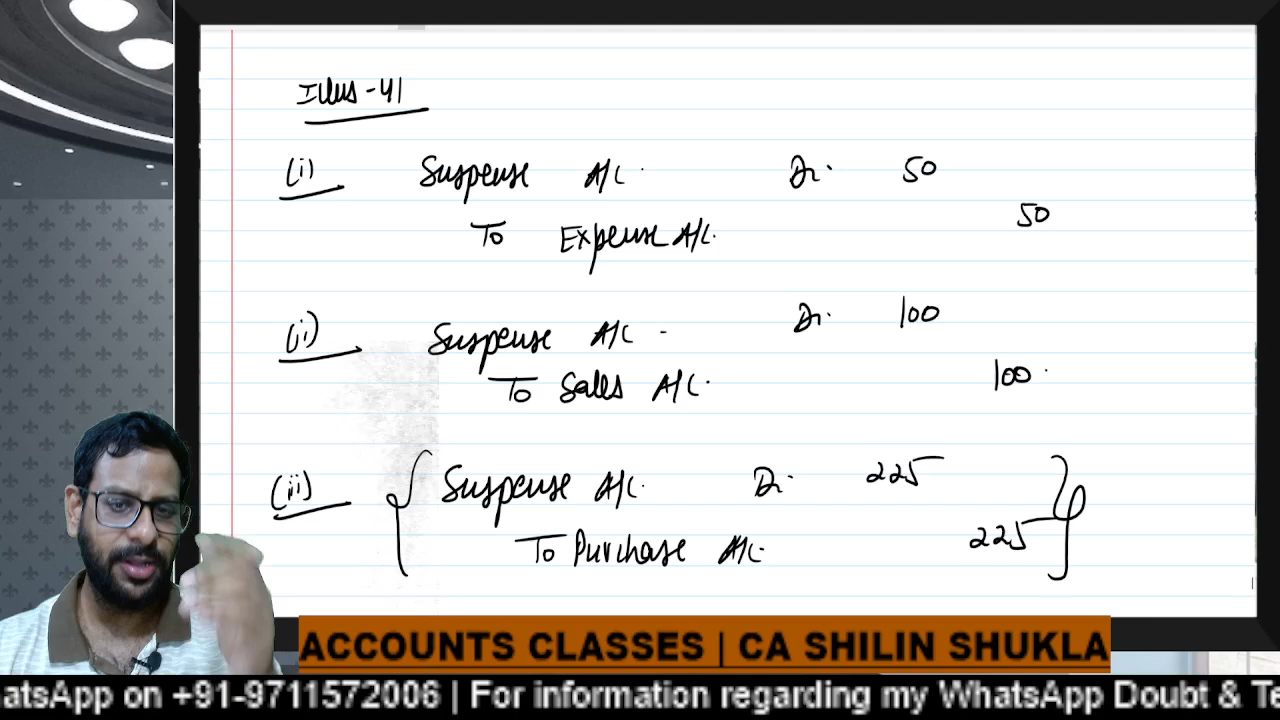 Illus - 41
(i) Suspense A/c. Dr. 50
To Expense A/c. 50
(ii) Suspense A/c - Dr. 100
To Sales A/c. 100.
(iii) Suspense A/c. Dr. 225
To Purchase A/c. 225
ACCOUNTS CLASSES | CA SHILIN SHUKLA
atsApp on +91-9711572006 | For information regarding my WhatsApp Doubt & Te